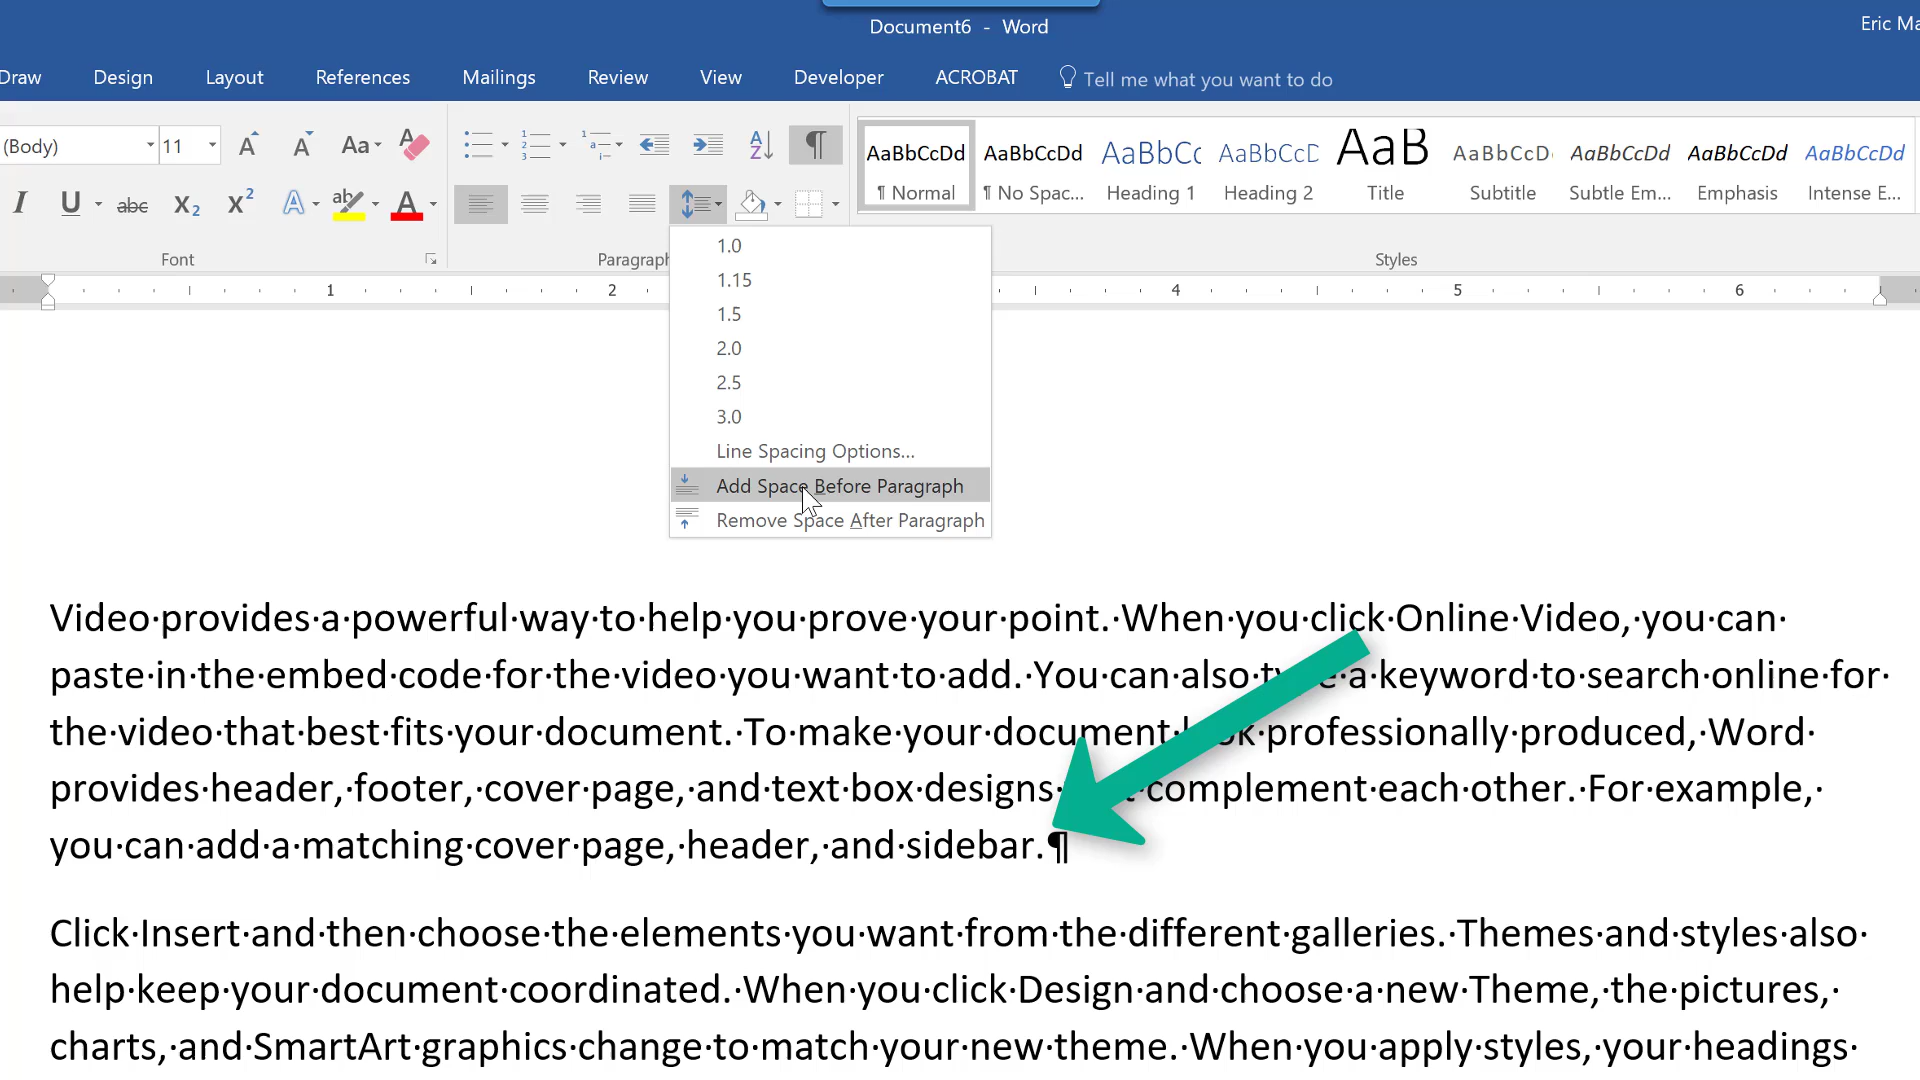 Document6 - Word
Eric Ma
Draw Design Layout References Mailings Review View Developer ACROBAT Tell me what you want to do
(Body) 11 Aa
AaBbCcDd AaBbCcDd AaBbCc AaBbCcD AaB AaBbCcD AaBbCcDd AaBbCcDd AaBbCcDd
¶ Normal ¶ No Spac... Heading 1 Heading 2 Title Subtitle Subtle Em... Emphasis Intense E...
I U abc X₂ X² A ab A
Font Paragraph Styles
1 2 4 5 6
1.0
1.15
1.5
2.0
2.5
3.0
Line Spacing Options...
Add Space Before Paragraph
Remove Space After Paragraph
Video·provides·a·powerful·way·to·help·you·prove·your·point.·When·you·click·Online·Video,·you·can·
paste·in·the·embed·code·for·the·video·you·want·to·add.·You·can·also·type·a·keyword·to·search·online·for·
the·video·that·best·fits·your·document.·To·make·your·document·look·professionally·produced,·Word·
provides·header,·footer,·cover·page,·and·text·box·designs· complement·each·other.·For·example,·
you·can·add·a·matching·cover·page,·header,·and·sidebar.¶
Click·Insert·and·then·choose·the·elements·you·want·from·the·different·galleries.·Themes·and·styles·also·
help·keep·your·document·coordinated.·When·you·click·Design·and·choose·a·new·Theme,·the·pictures,·
charts,·and·SmartArt·graphics·change·to·match·your·new·theme.·When·you·apply·styles,·your·headings·